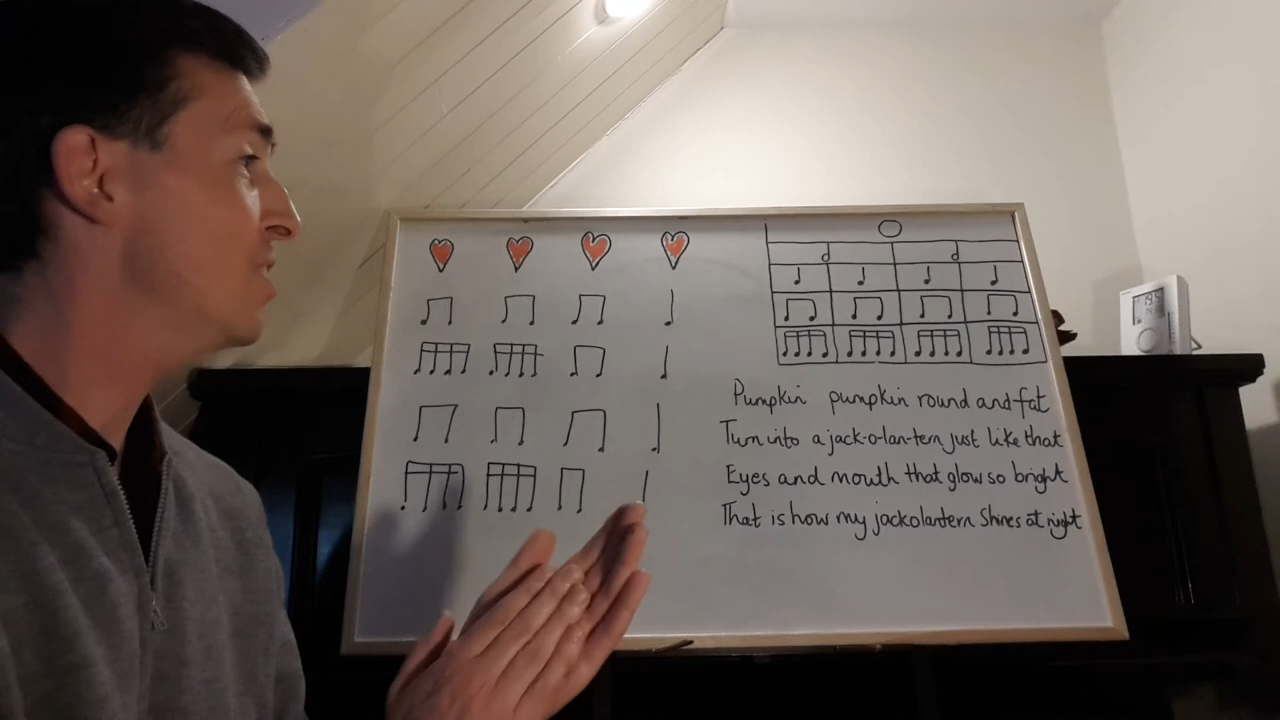 Pumpkin pumpkin round and fat
Turn into a jack-o-lan-tern just like that
Eyes and mouth that glow so bright
That is how my jackolantern Shines at night